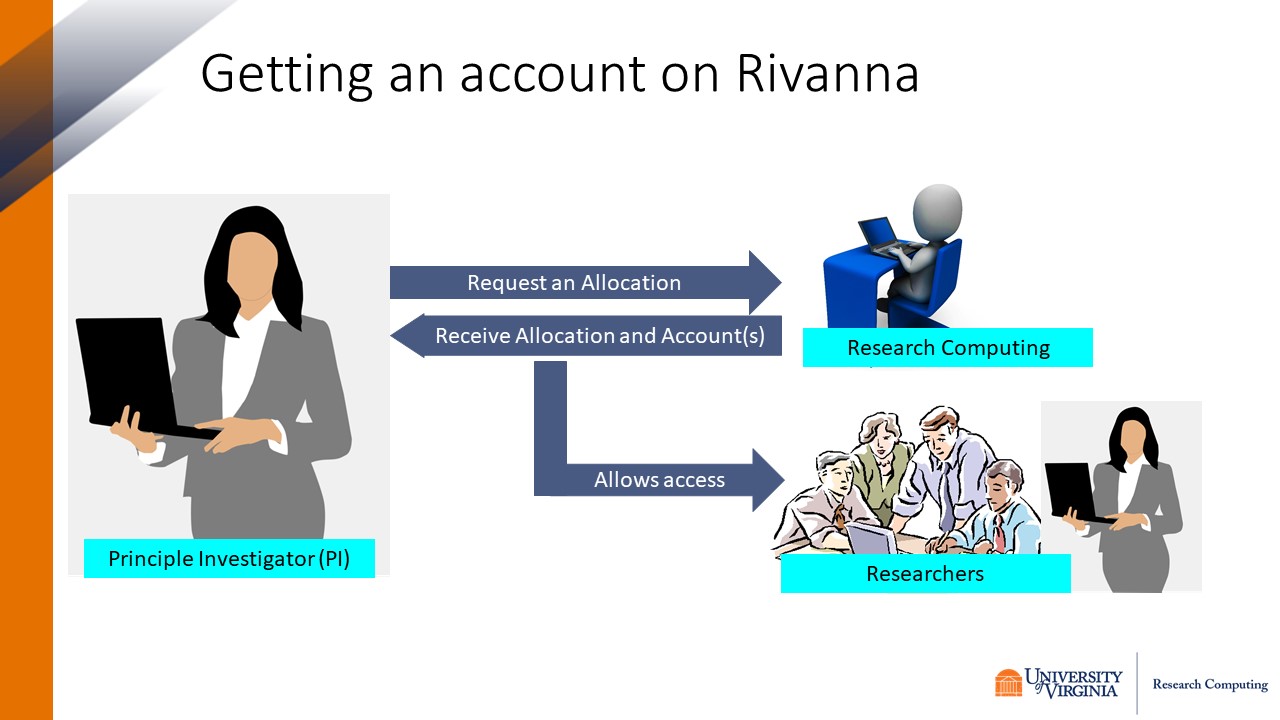 Getting an account on Rivanna
Request an Allocation
Receive Allocation and Account(s)
Research Computing
Allows access
Principle Investigator (PI)
Researchers
UNIVERSITY
of VIRGINIA
Research Computing